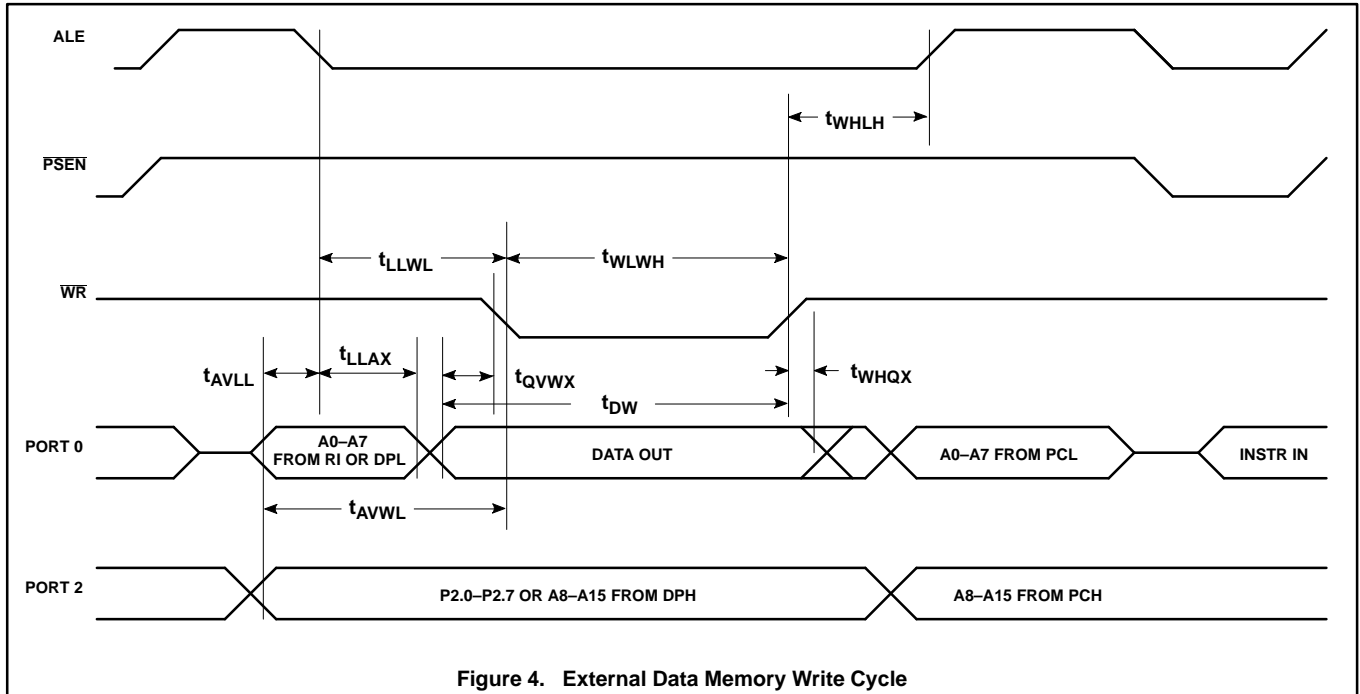 ALE
tWHLH
PSEN
tLLWL
tWLWH
WR
tAVLL
tLLAX
tQVWX
tWHQX
tDW
PORT 0
A0–A7
FROM RI OR DPL
DATA OUT
A0–A7 FROM PCL
INSTR IN
tAVWL
PORT 2
P2.0–P2.7 OR A8–A15 FROM DPH
A8–A15 FROM PCH
Figure 4. External Data Memory Write Cycle